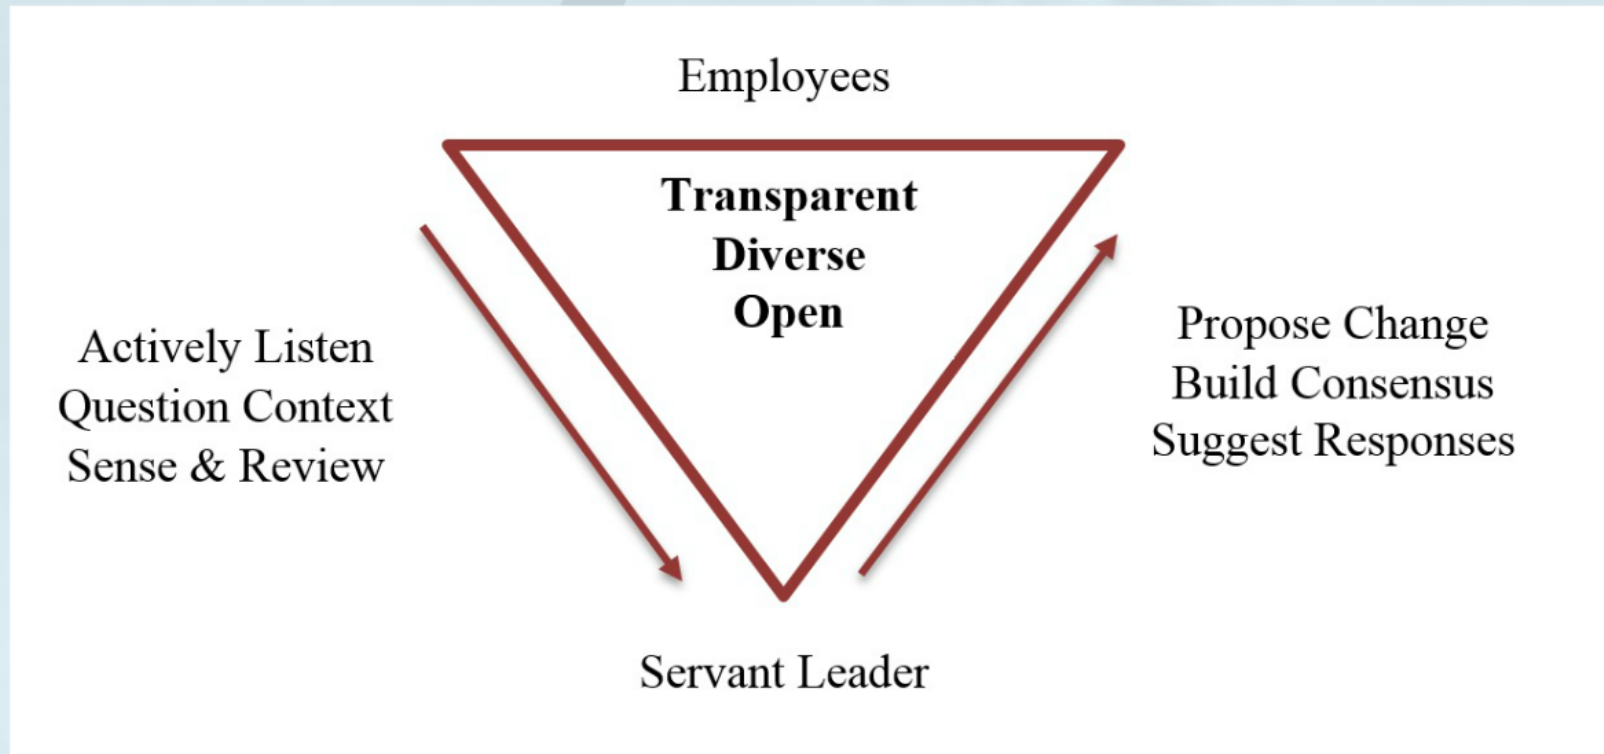 Employees
Transparent
Diverse
Open
Actively Listen
Question Context
Sense & Review
Propose Change
Build Consensus
Suggest Responses
Servant Leader